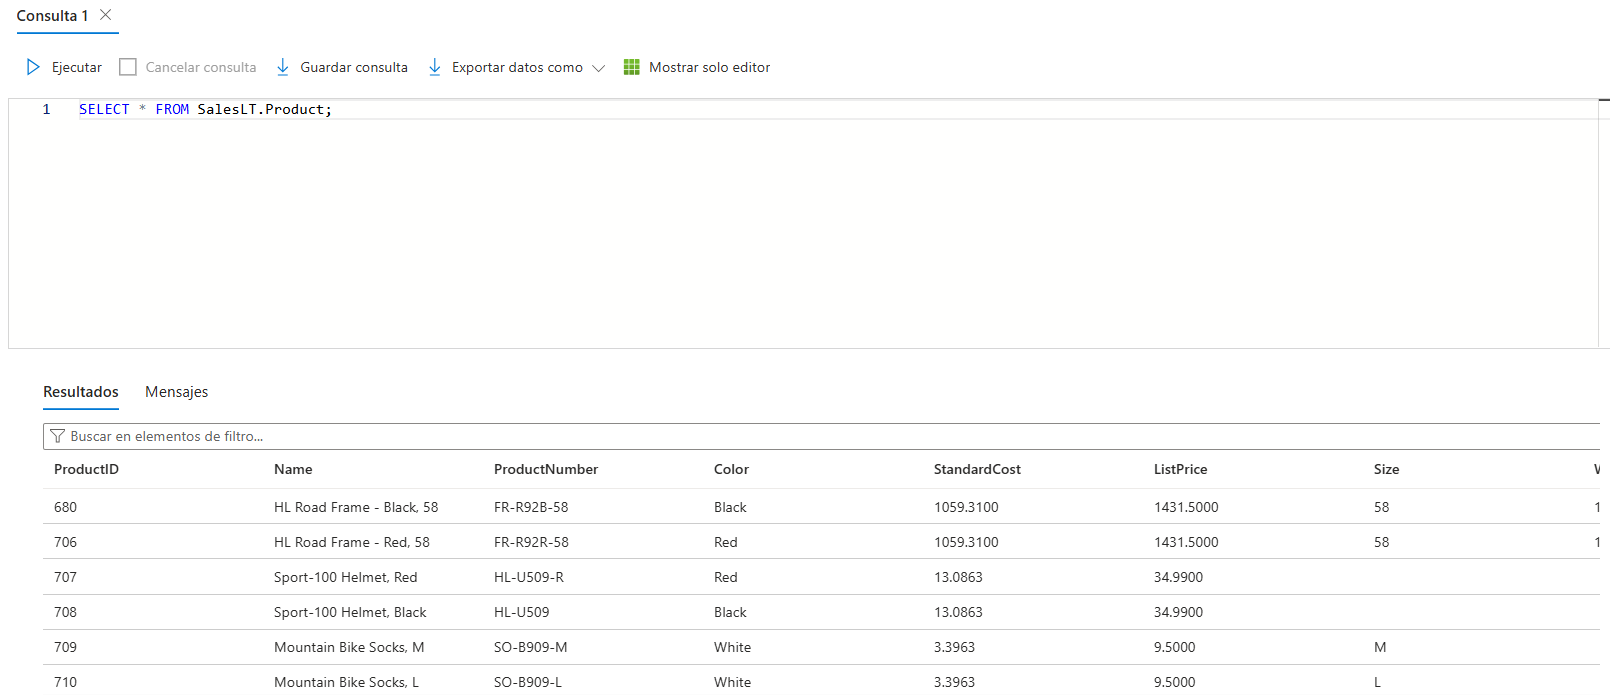 Consulta 1
Ejecutar Cancelar consulta Guardar consulta Exportar datos como Mostrar solo editor
1 SELECT * FROM SalesLT.Product;
Resultados Mensajes
Buscar en elementos de filtro...
ProductID Name ProductNumber Color StandardCost ListPrice Size
680 HL Road Frame - Black, 58 FR-R92B-58 Black 1059.3100 1431.5000 58 1
706 HL Road Frame - Red, 58 FR-R92R-58 Red 1059.3100 1431.5000 58 1
707 Sport-100 Helmet, Red HL-U509-R Red 13.0863 34.9900
708 Sport-100 Helmet, Black HL-U509 Black 13.0863 34.9900
709 Mountain Bike Socks, M SO-B909-M White 3.3963 9.5000 M
710 Mountain Bike Socks, L SO-B909-L White 3.3963 9.5000 L